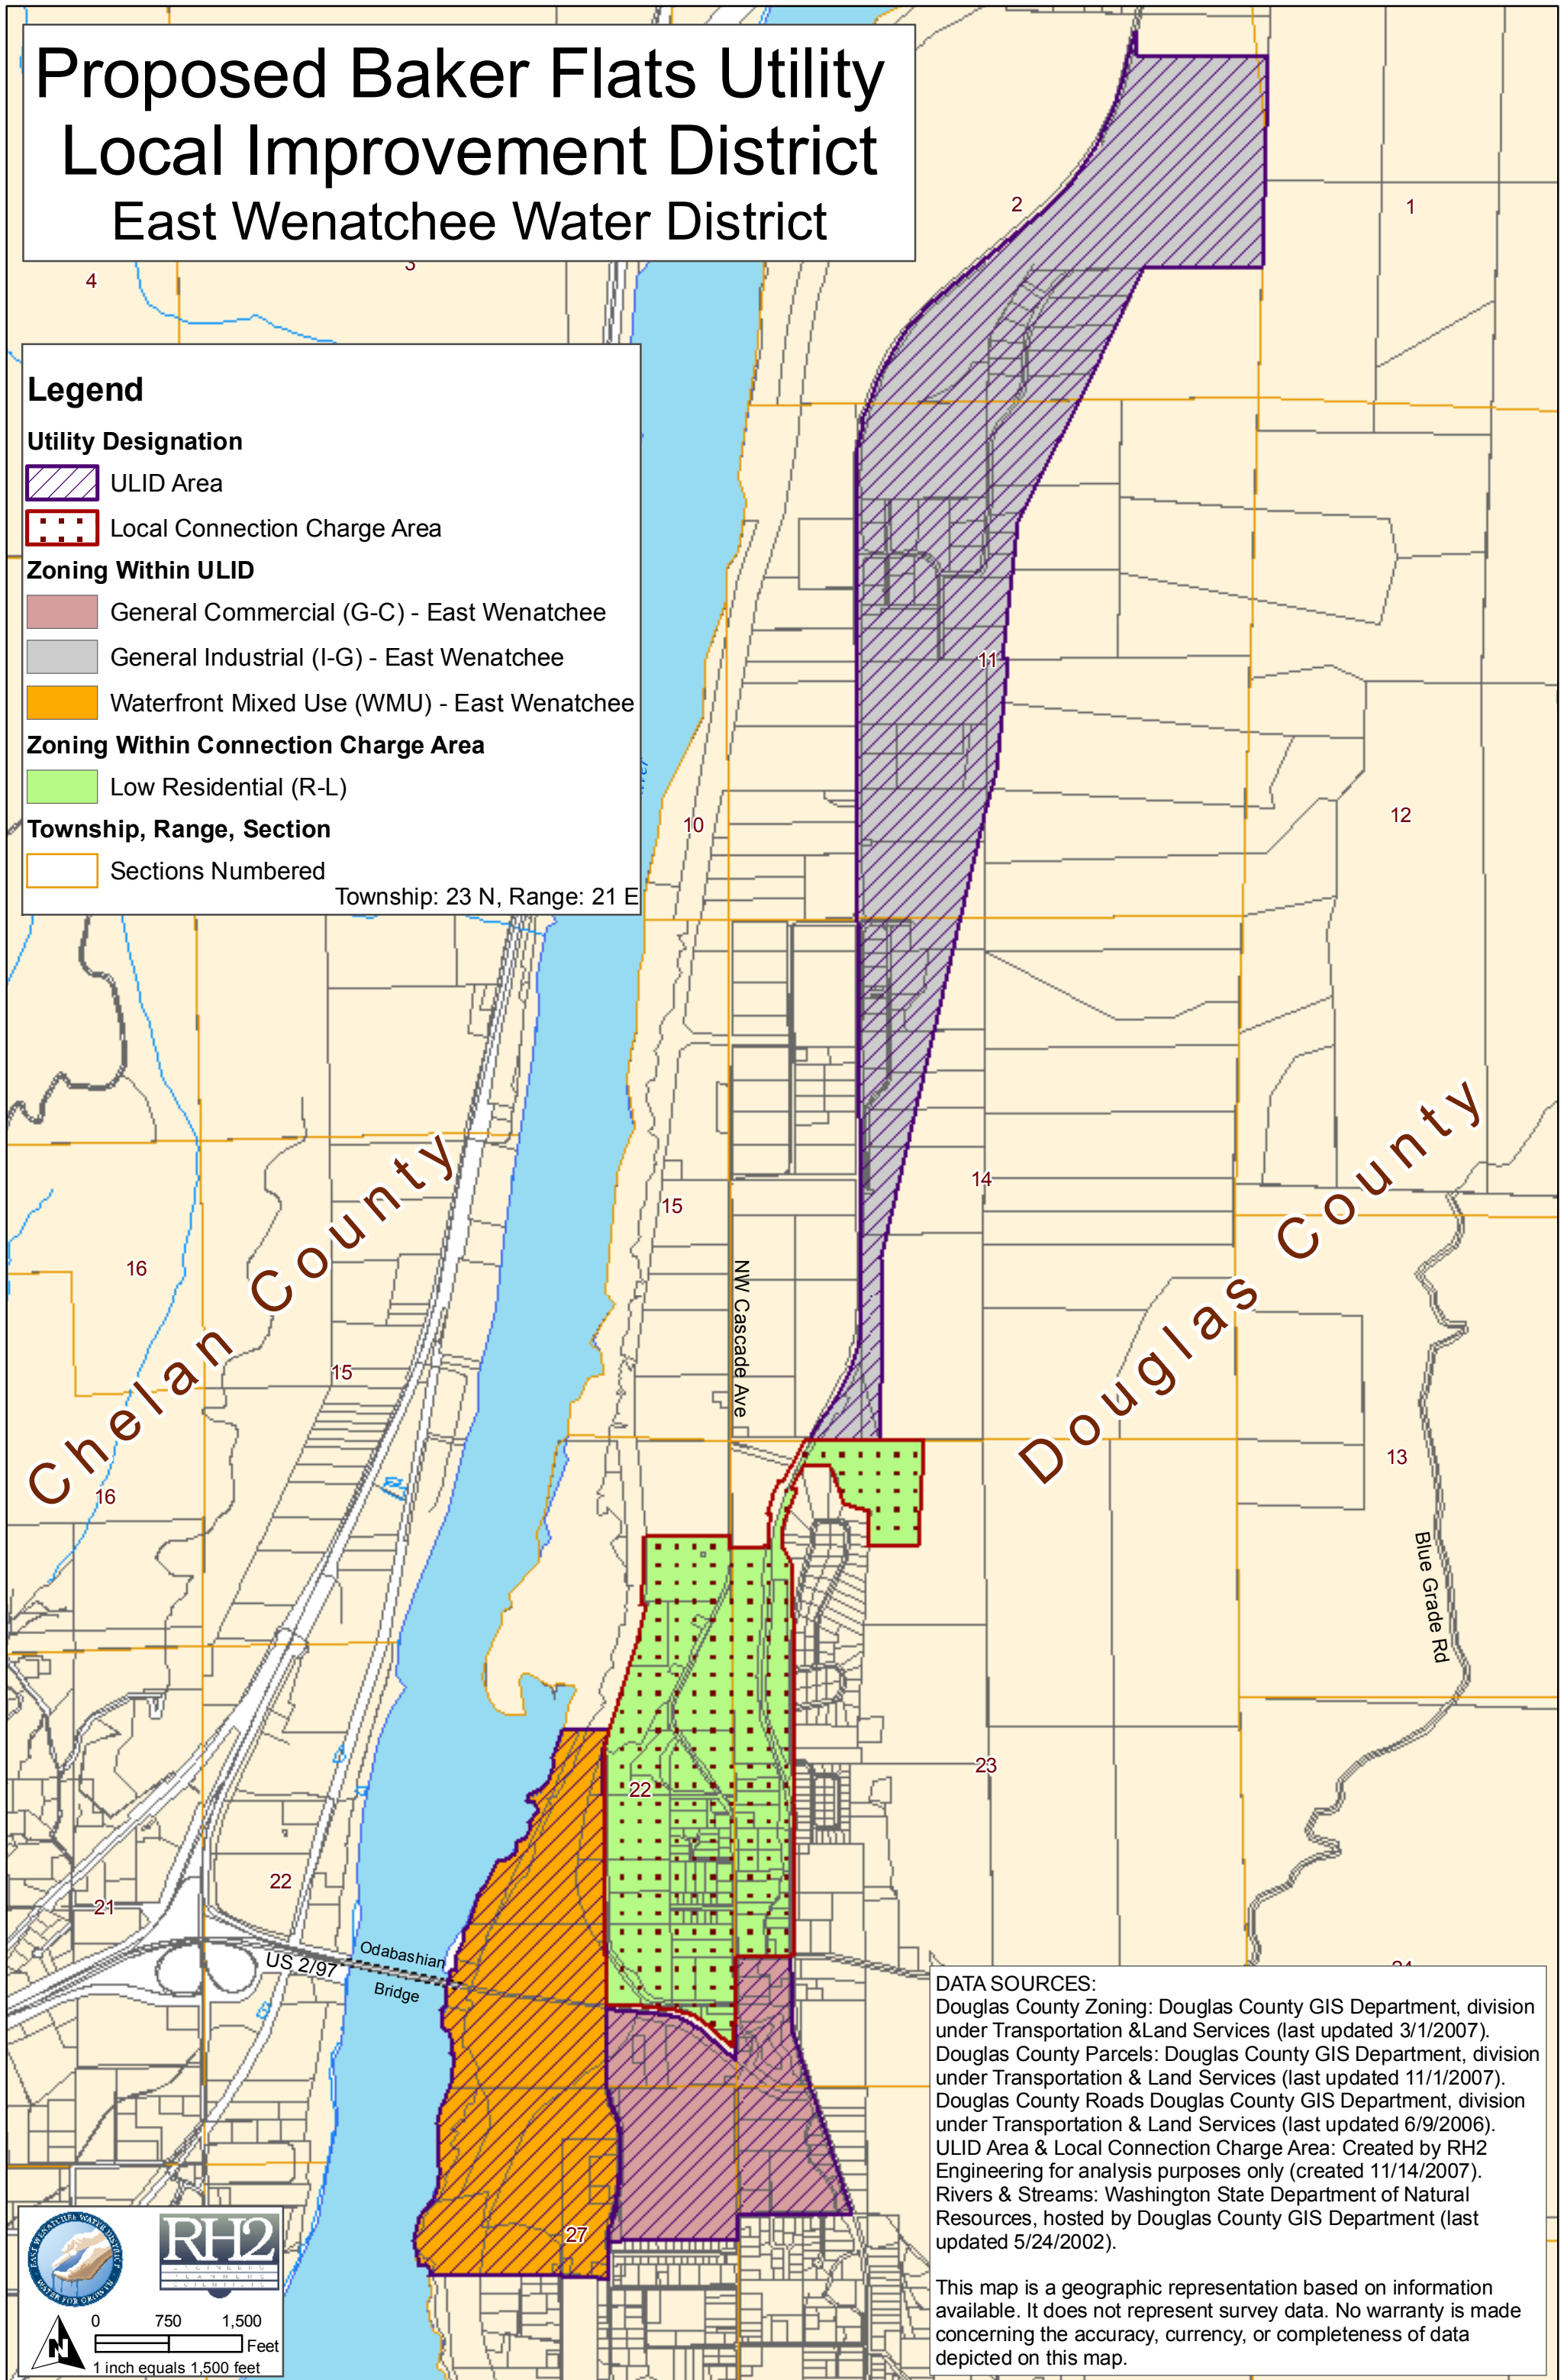 Proposed Baker Flats Utility
Local Improvement District
East Wenatchee Water District
4
3
2
1
Legend
Utility Designation
ULID Area
Local Connection Charge Area
Zoning Within ULID
General Commercial (G-C) - East Wenatchee
General Industrial (I-G) - East Wenatchee
Waterfront Mixed Use (WMU) - East Wenatchee
Zoning Within Connection Charge Area
Low Residential (R-L)
Township, Range, Section
Sections Numbered
Township: 23 N, Range: 21 E
11
10
12
Chelan County
Douglas County
14
15
16
NW Cascade Ave
15
16
13
Blue Grade Rd
23
22
22
21
US 2/97
Odabashian
Bridge
24
27
DATA SOURCES:
Douglas County Zoning: Douglas County GIS Department, division
under Transportation &Land Services (last updated 3/1/2007).
Douglas County Parcels: Douglas County GIS Department, division
under Transportation & Land Services (last updated 11/1/2007).
Douglas County Roads Douglas County GIS Department, division
under Transportation & Land Services (last updated 6/9/2006).
ULID Area & Local Connection Charge Area: Created by RH2
Engineering for analysis purposes only (created 11/14/2007).
Rivers & Streams: Washington State Department of Natural
Resources, hosted by Douglas County GIS Department (last
updated 5/24/2002).
This map is a geographic representation based on information
available. It does not represent survey data. No warranty is made
concerning the accuracy, currency, or completeness of data
depicted on this map.
EAST WENATCHEE WATER DISTRICT
WATER FOR GROWTH
RH2
ENGINEERS
PLANNERS
SCIENTISTS
N
0 750 1,500
Feet
1 inch equals 1,500 feet